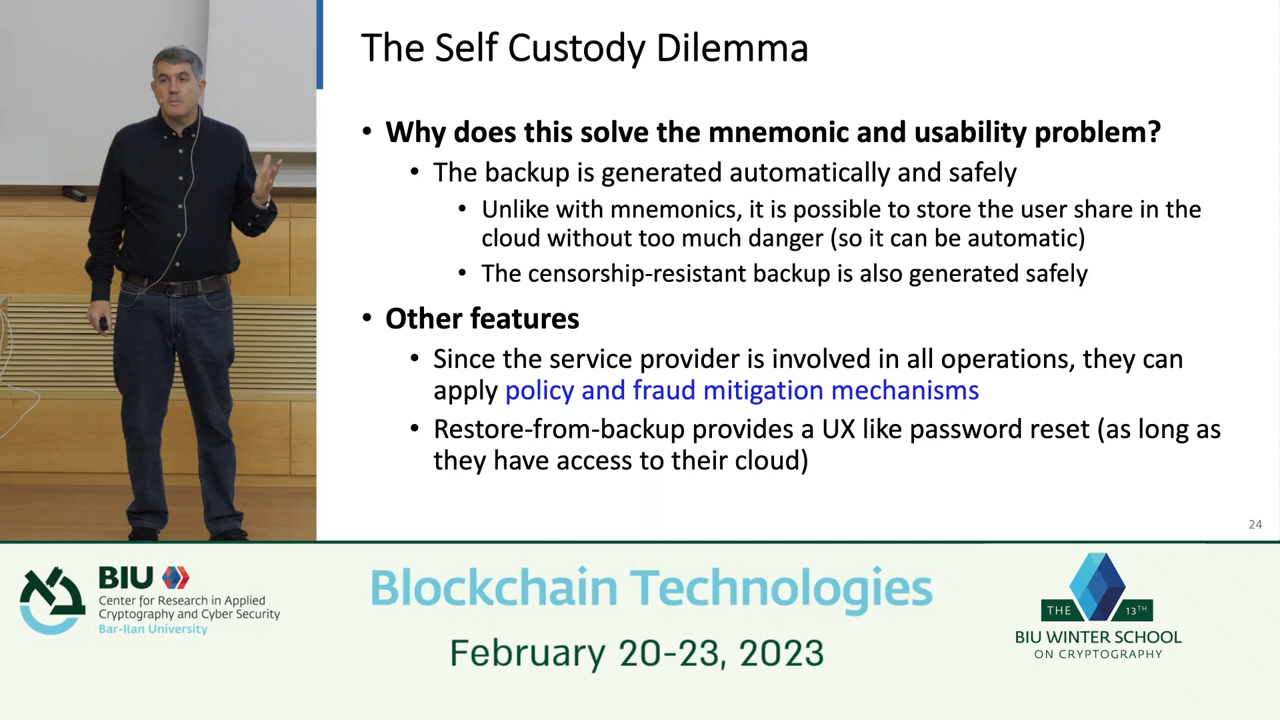 The Self Custody Dilemma
• Why does this solve the mnemonic and usability problem?
• The backup is generated automatically and safely
• Unlike with mnemonics, it is possible to store the user share in the
cloud without too much danger (so it can be automatic)
• The censorship-resistant backup is also generated safely
• Other features
• Since the service provider is involved in all operations, they can
apply policy and fraud mitigation mechanisms
• Restore-from-backup provides a UX like password reset (as long as
they have access to their cloud)
24
BIU
Center for Research in Applied
Cryptography and Cyber Security
Bar-Ilan University
Blockchain Technologies
February 20-23, 2023
THE 13TH
BIU WINTER SCHOOL
ON CRYPTOGRAPHY